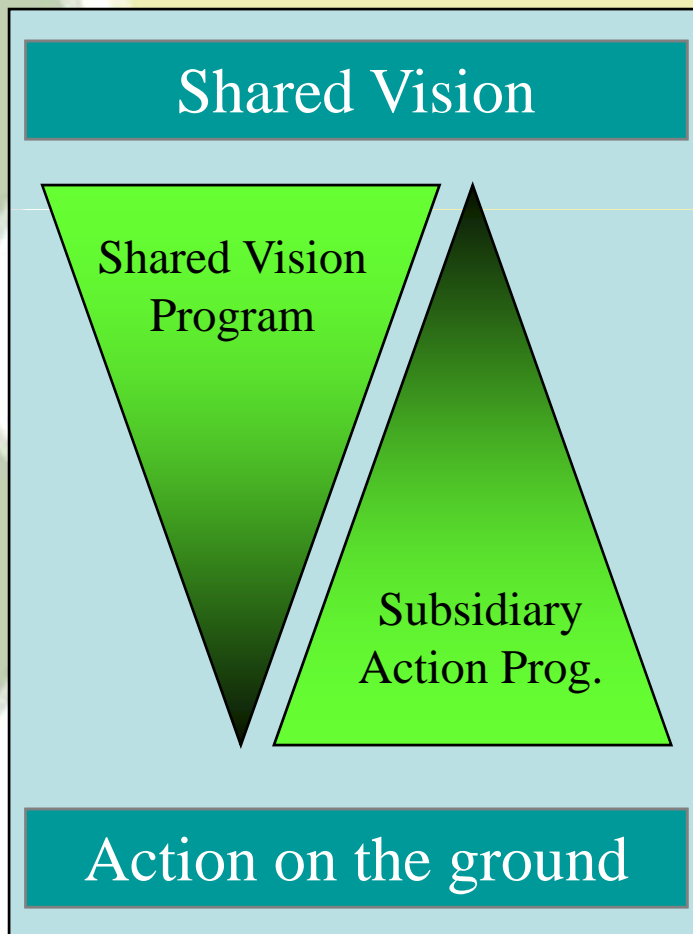 Shared Vision
Shared Vision
Program
Subsidiary
Action Prog.
Action on the ground